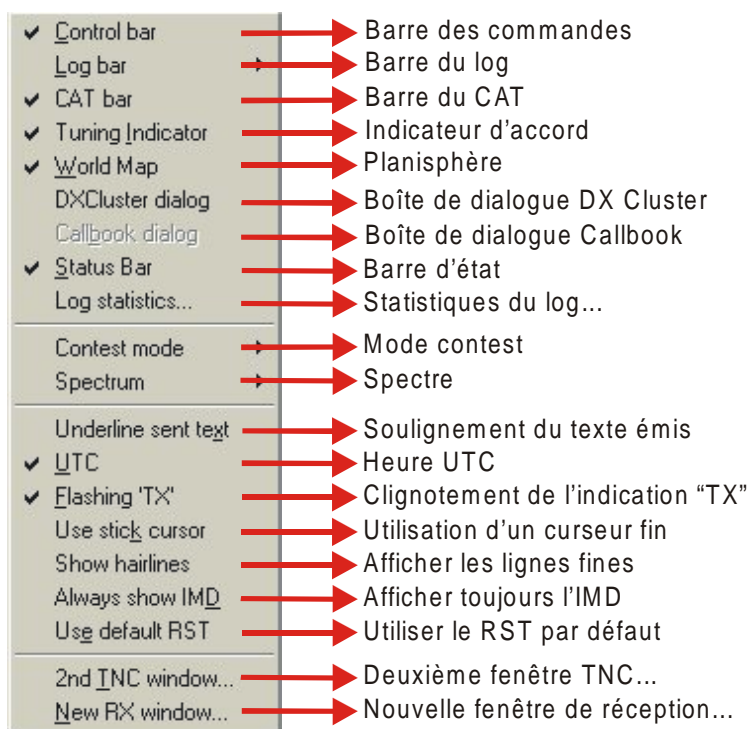 Control bar Barre des commandes
Log bar Barre du log
CAT bar Barre du CAT
Tuning Indicator Indicateur d'accord
World Map Planisphère
DXCluster dialog Boîte de dialogue DX Cluster
Callbook dialog Boîte de dialogue Callbook
Status Bar Barre d'état
Log statistics... Statistiques du log...
Contest mode Mode contest
Spectrum Spectre
Underline sent text Soulignement du texte émis
UTC Heure UTC
Flashing 'TX' Clignotement de l'indication “TX”
Use stick cursor Utilisation d'un curseur fin
Show hairlines Afficher les lignes fines
Always show IMD Afficher toujours l'IMD
Use default RST Utiliser le RST par défaut
2nd TNC window... Deuxième fenêtre TNC...
New RX window... Nouvelle fenêtre de réception...